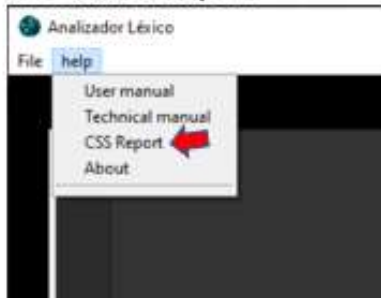 Analizador Léxico
File help
User manual
Technical manual
CSS Report
About